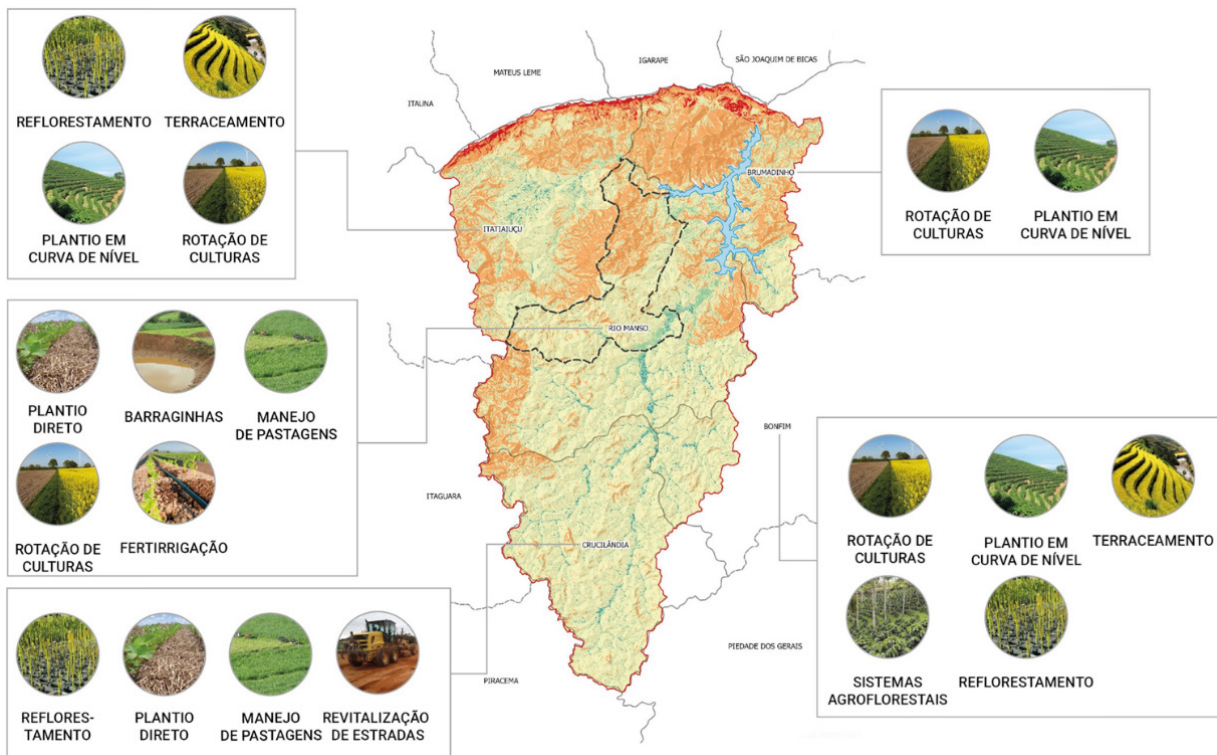 REFLORESTAMENTO
TERRACEAMENTO
PLANTIO EM
CURVA DE NÍVEL
ROTAÇÃO DE
CULTURAS
PLANTIO
DIRETO
BARRAGINHAS
MANEJO
DE PASTAGENS
ROTAÇÃO DE
CULTURAS
FERTIRRIGAÇÃO
REFLORES-
TAMENTO
PLANTIO
DIRETO
MANEJO
DE PASTAGENS
REVITALIZAÇÃO
DE ESTRADAS
MATEUS LEME
IGARAPE
SÃO JOAQUIM DE BICAS
ITAUNA
BRUMADINHO
ITATIAIUÇU
RIO MANSO
BONFIM
ITAGUARA
CRUCILÂNDIA
PIEDADE DOS GERAIS
PIRACEMA
ROTAÇÃO DE
CULTURAS
PLANTIO EM
CURVA DE NÍVEL
ROTAÇÃO DE
CULTURAS
PLANTIO EM
CURVA DE NÍVEL
TERRACEAMENTO
SISTEMAS
AGROFLORESTAIS
REFLORESTAMENTO